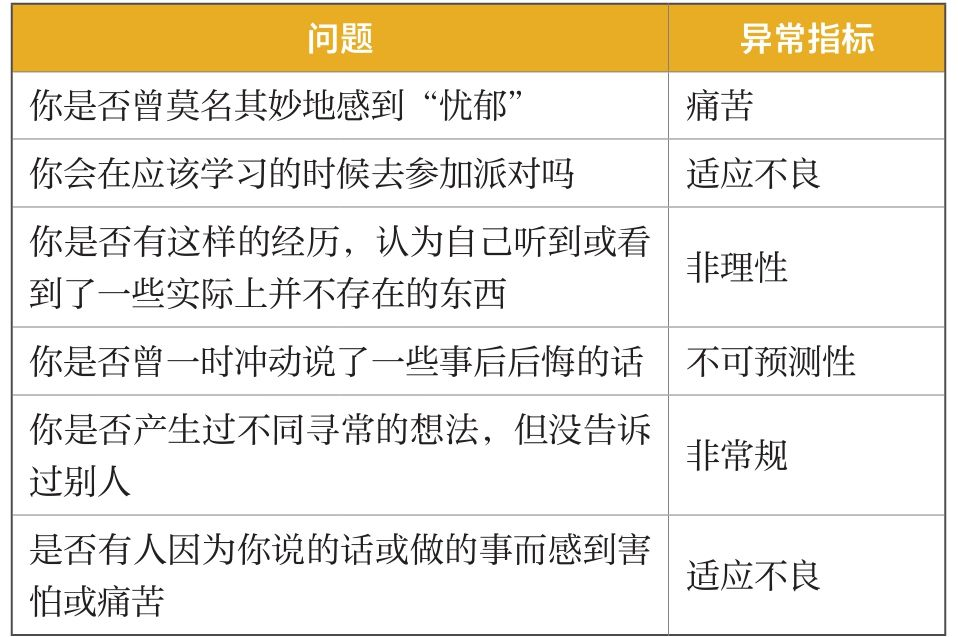 问题
异常指标
你是否曾莫名其妙地感到“忧郁”
痛苦
你会在应该学习的时候去参加派对吗
适应不良
你是否有这样的经历，认为自己听到或看
到了一些实际上并不存在的东西
非理性
你是否曾一时冲动说了一些事后后悔的话
不可预测性
你是否产生过不同寻常的想法，但没告诉
过别人
非常规
是否有人因为你说的话或做的事而感到害
怕或痛苦
适应不良